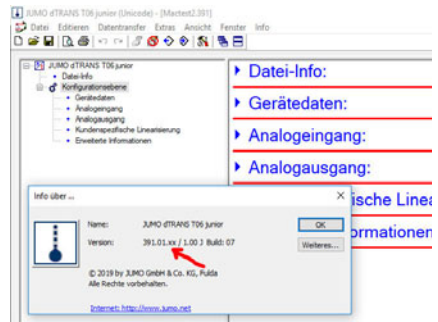 JUMO dTRANS T06 junior (Unicode) - [Martest2.391]
Datei Editieren Datentransfer Extras Ansicht Fenster Info
JUMO dTRANS T06 junior
Datei-Info
Konfigurationsebene
Gerätedaten
Analogeingang
Analogausgang
Kundenspezifische Linearisierung
Erweiterte Informationen
Datei-Info:
Gerätedaten:
Analogeingang:
Analogausgang:
ische Linea
ormationen
Info über ...
Name: JUMO dTRANS T06 junior
OK
Version: 391.01.xx / 1.00 J Build: 07
Weiteres...
© 2019 by JUMO GmbH & Co. KG, Fulda
Alle Rechte vorbehalten.
Internet: http://www.jumo.net